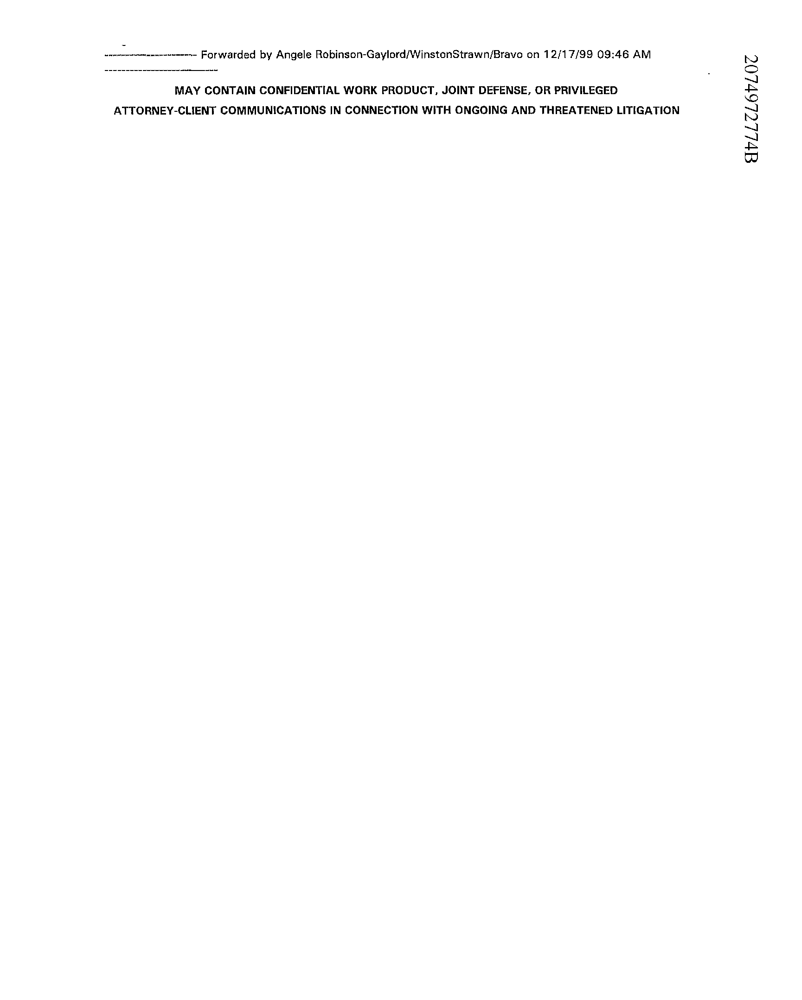 ---------------------- Forwarded by Angele Robinson-Gaylord/WinstonStrawn/Bravo on 12/17/99 09:46 AM
---------------------------
MAY CONTAIN CONFIDENTIAL WORK PRODUCT, JOINT DEFENSE, OR PRIVILEGED
ATTORNEY-CLIENT COMMUNICATIONS IN CONNECTION WITH ONGOING AND THREATENED LITIGATION
2074972774B